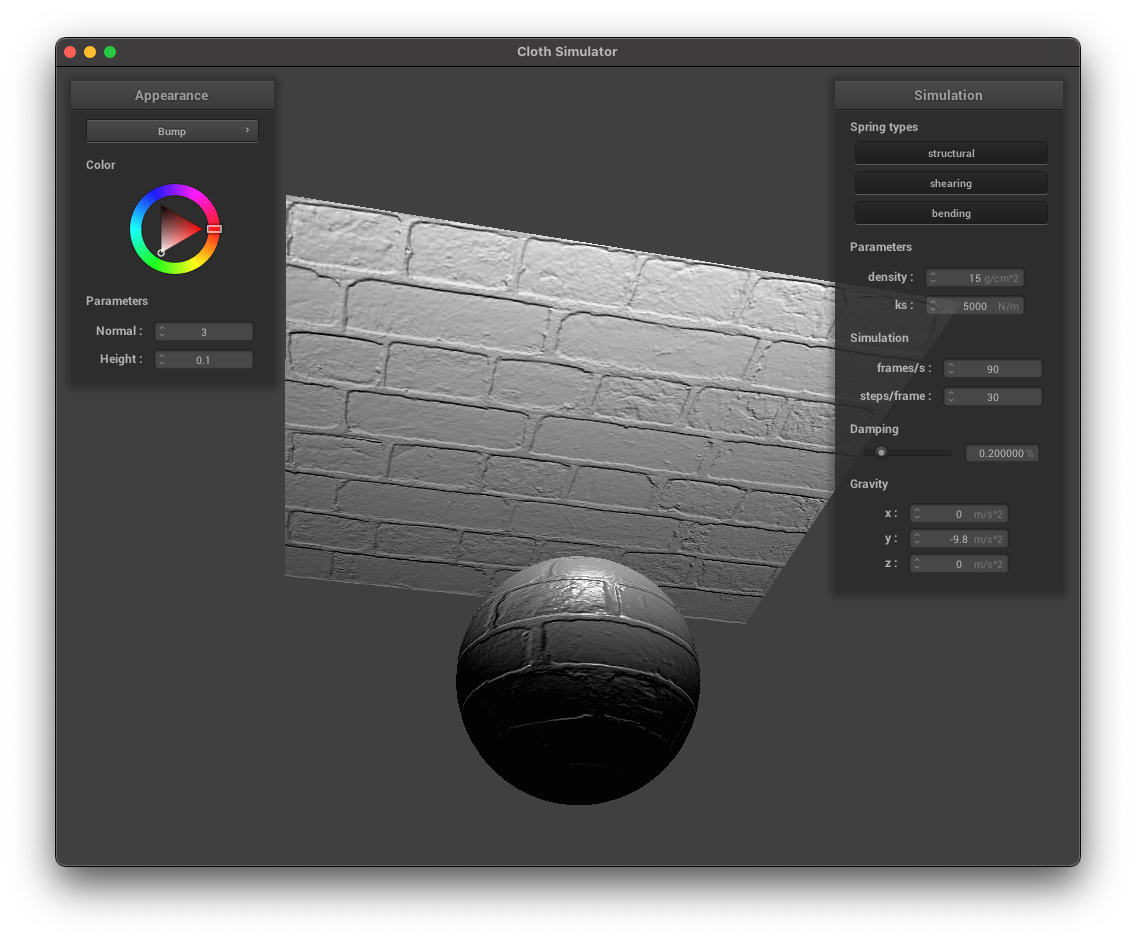 Cloth Simulator
Appearance
Bump
Color
Parameters
Normal : 3
Height : 0.1
Simulation
Spring types
structural
shearing
bending
Parameters
density : 15 g/cm^2
ks : 5000 N/m
Simulation
frames/s : 90
steps/frame : 30
Damping
0.200000 %
Gravity
x : 0 m/s^2
y : -9.8 m/s^2
z : 0 m/s^2